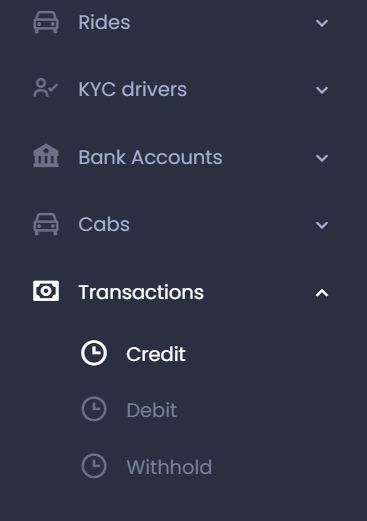 Rides
KYC drivers
Bank Accounts
Cabs
Transactions
Credit
Debit
Withhold